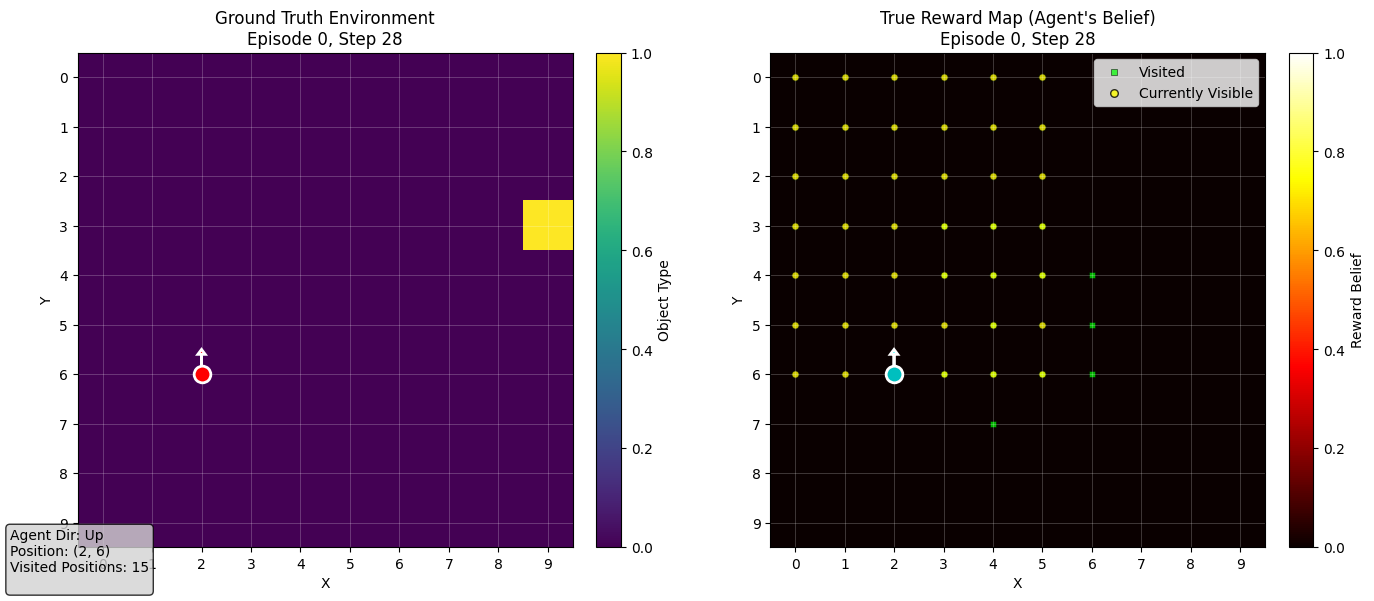 Ground Truth Environment
Episode 0, Step 28
0
1
2
3
4
5
6
7
8
9
Y
0 1 2 3 4 5 6 7 8 9
X
1.0
0.8
0.6
0.4
0.2
0.0
Object Type
Agent Dir: Up
Position: (2, 6)
Visited Positions: 15
True Reward Map (Agent's Belief)
Episode 0, Step 28
Visited
Currently Visible
0
1
2
3
4
5
6
7
8
9
Y
0 1 2 3 4 5 6 7 8 9
X
1.0
0.8
0.6
0.4
0.2
0.0
Reward Belief